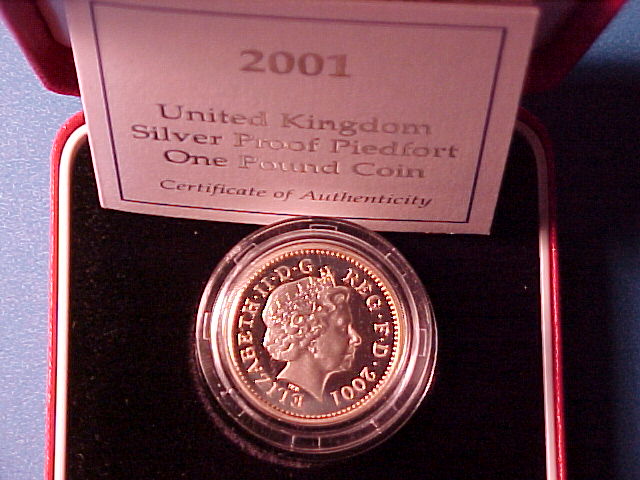 2001
United Kingdom
Silver Proof Piedfort
One Pound Coin
Certificate of Authenticity
ELIZABETH·II·D·G REG·F·D·2001